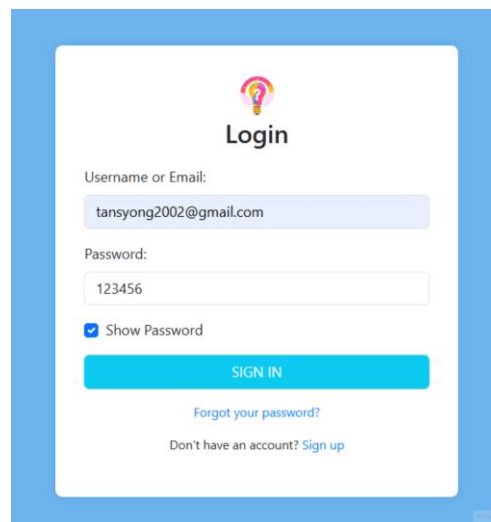 Login
Username or Email:
tansyong2002@gmail.com
Password:
123456
Show Password
SIGN IN
Forgot your password?
Don't have an account? Sign up